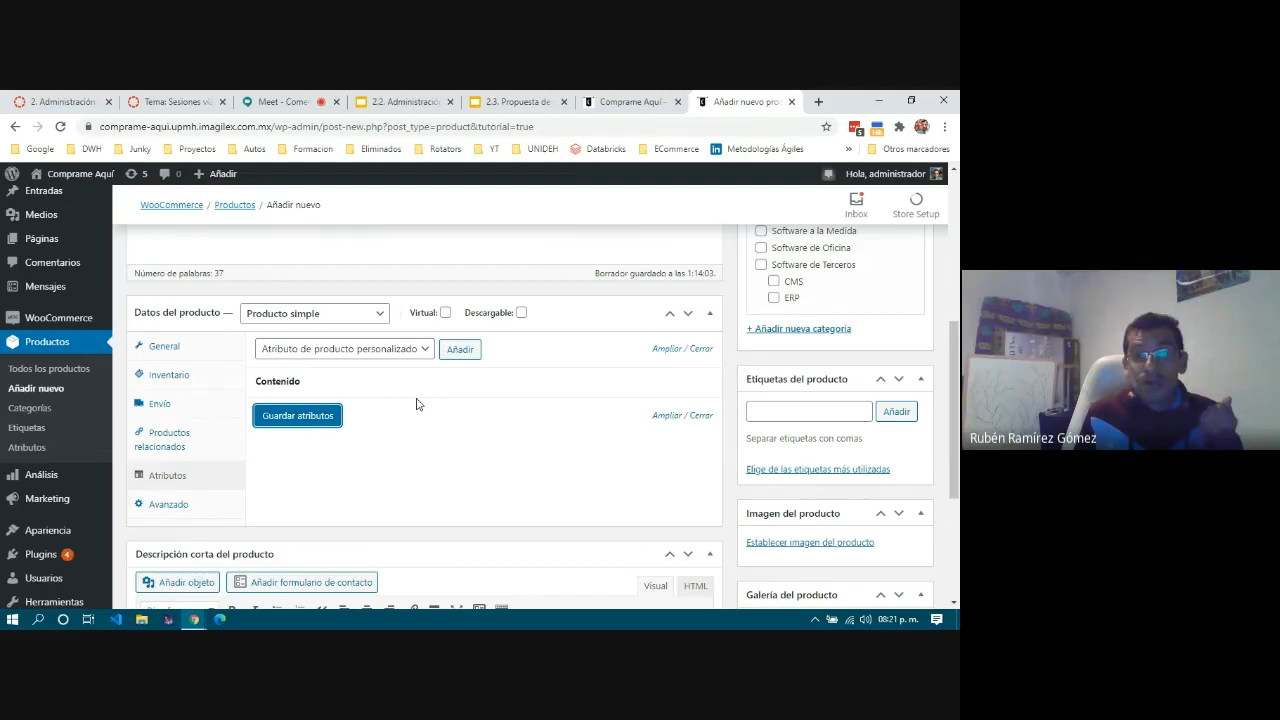 2. Administración
Tema: Sesiones ví
Meet - Come
2.2. Administració
2.3. Propuesta de
Comprame Aquí –
Añadir nuevo pro
comprame-aqui.upmh.imagilex.com.mx/wp-admin/post-new.php?post_type=product&tutorial=true
5
Google
DWH
Junky
Proyectos
Autos
Formacion
Eliminados
Rotators
YT
UNIDEH
Databricks
ECommerce
Metodologías Ágiles
»
Otros marcadores
Comprame Aquí
5
0
Añadir
Hola, administrador
Entradas
Medios
Páginas
Comentarios
Mensajes
WooCommerce
Productos
Todos los productos
Añadir nuevo
Categorías
Etiquetas
Atributos
Análisis
Marketing
Apariencia
Plugins 4
Usuarios
Herramientas
WooCommerce / Productos / Añadir nuevo
Inbox
Store Setup
Número de palabras: 37
Borrador guardado a las 1:14:03.
Datos del producto —
Producto simple
Virtual:
Descargable:
General
Inventario
Envío
Productos
relacionados
Atributos
Avanzado
Atributo de producto personalizado
Añadir
Ampliar / Cerrar
Contenido
Guardar atributos
Ampliar / Cerrar
Descripción corta del producto
Añadir objeto
Añadir formulario de contacto
Visual
HTML
Software a la Medida
Software de Oficina
Software de Terceros
CMS
ERP
+ Añadir nueva categoría
Etiquetas del producto
Añadir
Separar etiquetas con comas
Elige de las etiquetas más utilizadas
Imagen del producto
Establecer imagen del producto
Galería del producto
08:21 p. m.
Rubén Ramírez Gómez